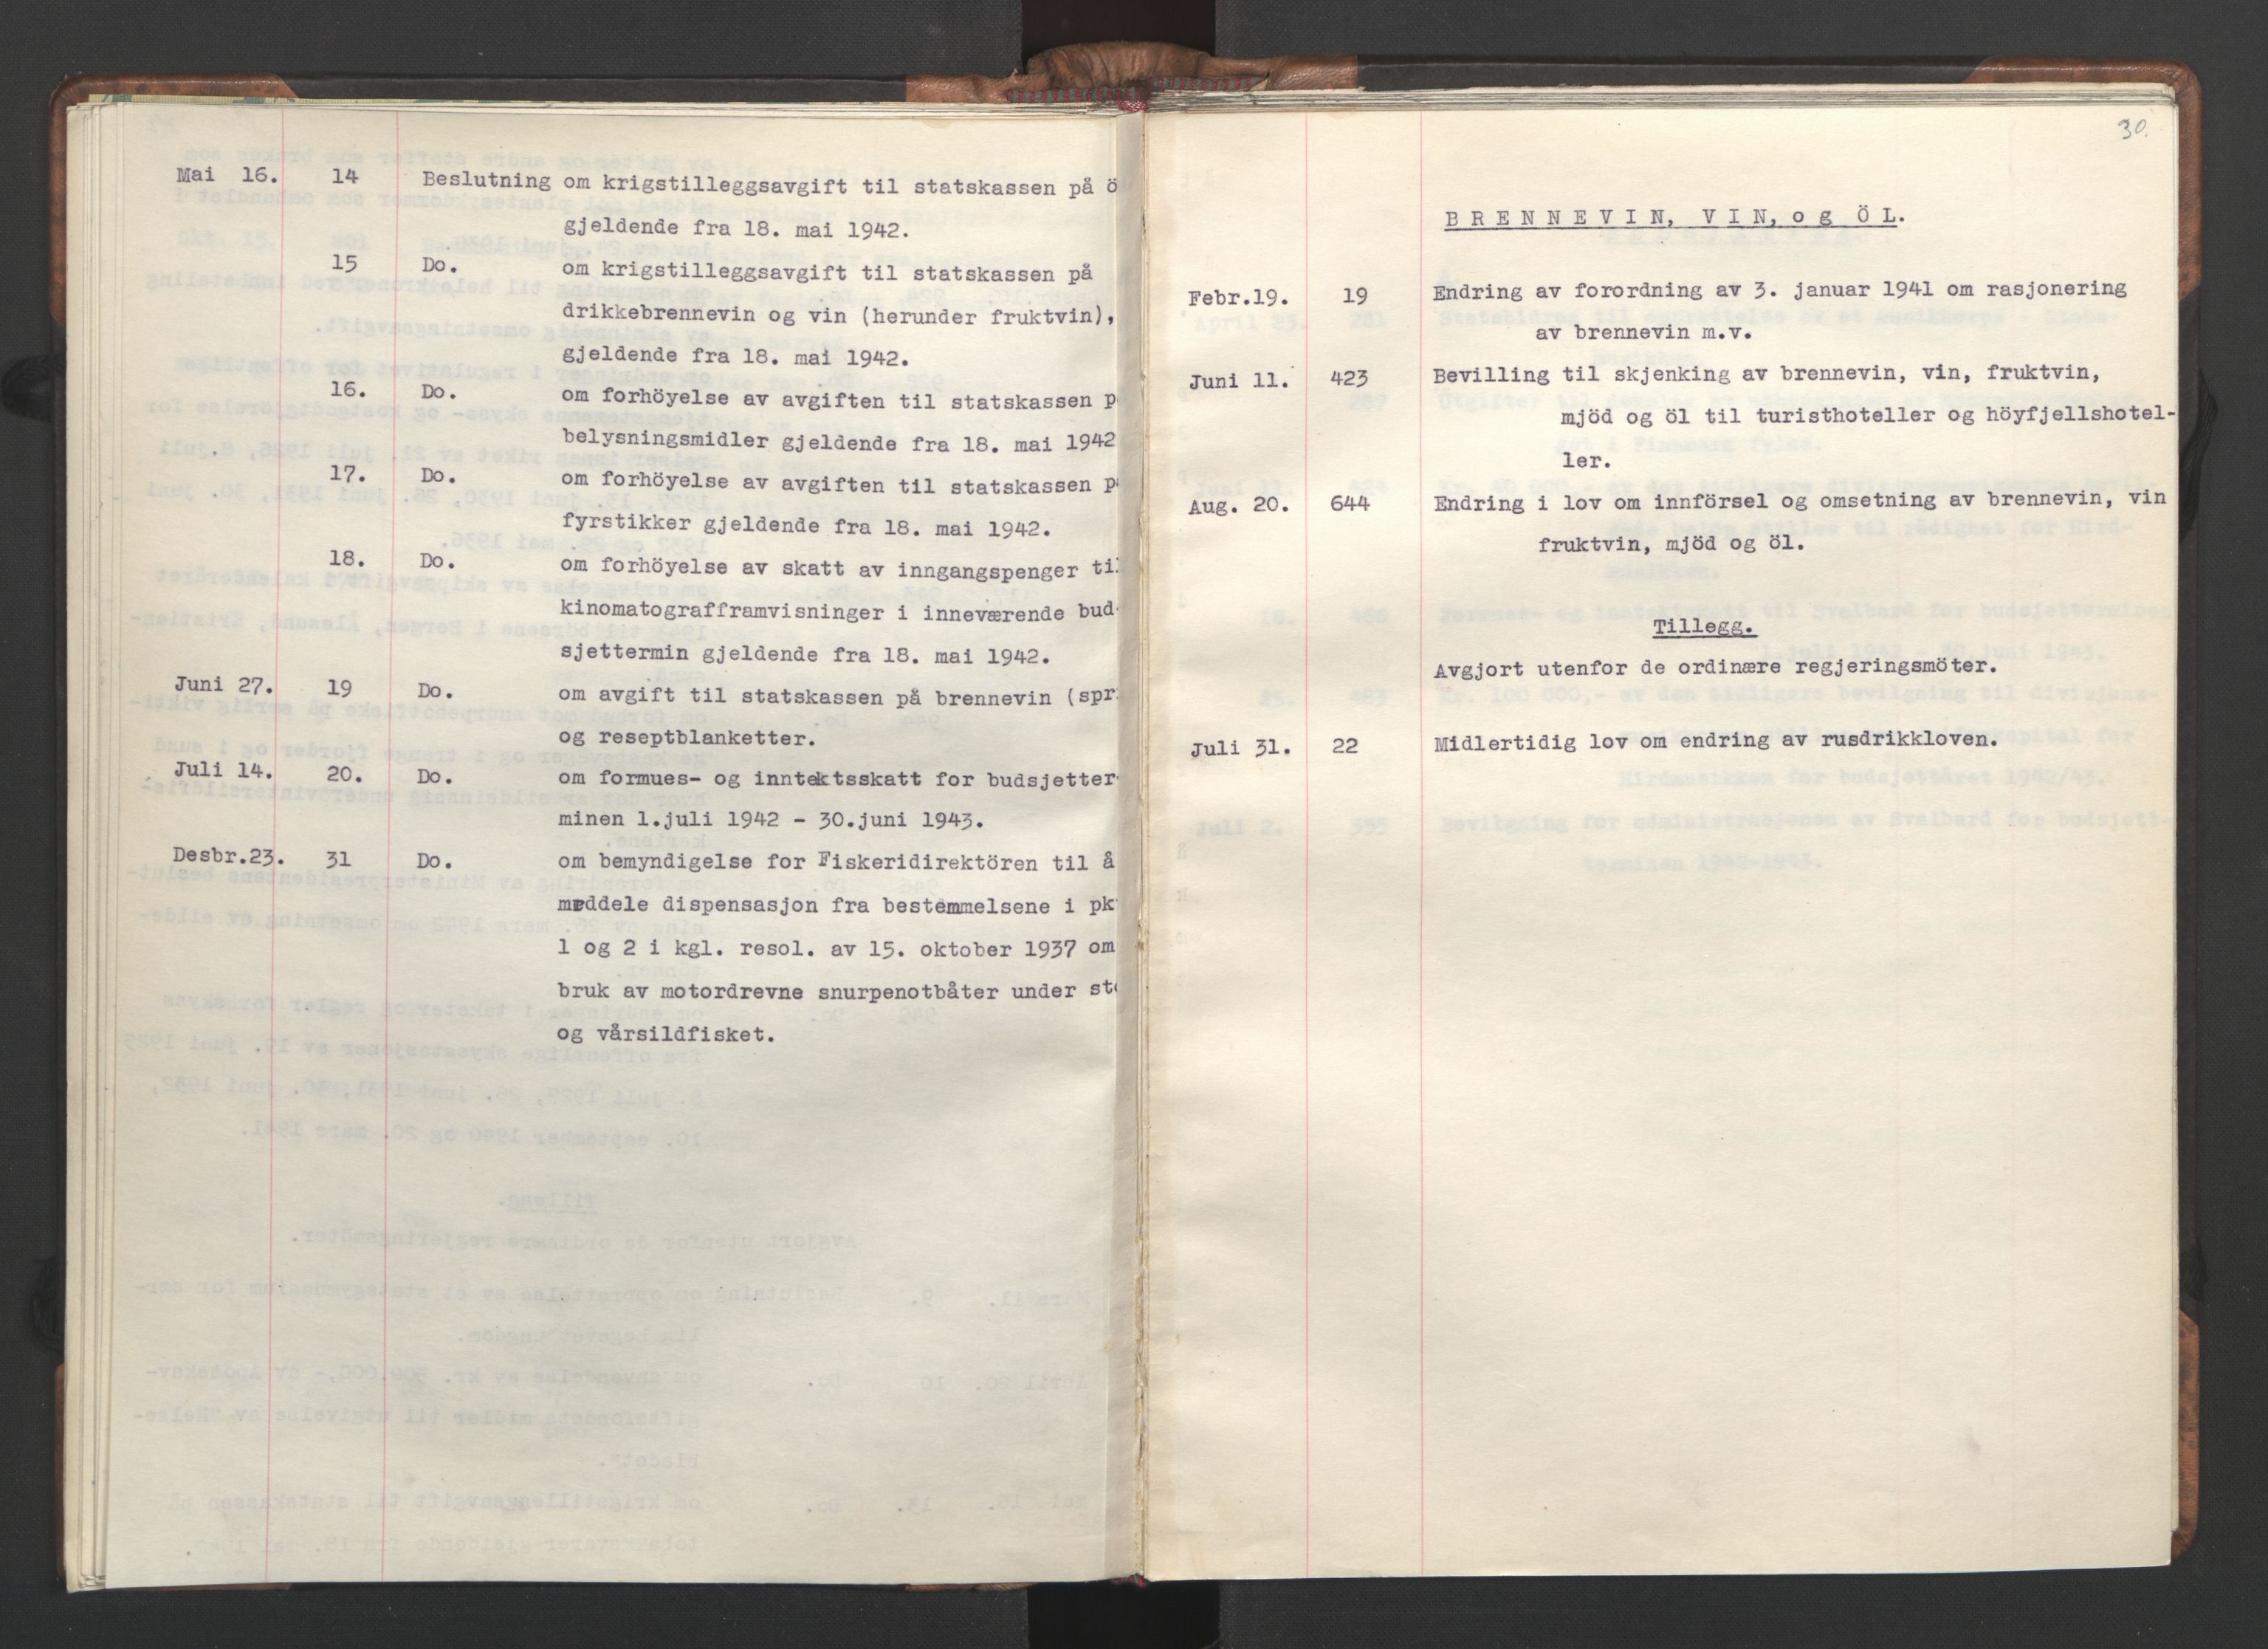 Mai 16. 14 Beslutning om krigstilleggsavgift til statskassen på ö
gjeldende fra 18. mai 1942.
15 Do. om krigstilleggsavgift til statskassen på
drikkebrennevin og vin (herunder fruktvin),
gjeldende fra 18. mai 1942.
16. Do. om forhöyelse av avgiften til statskassen p
belysningsmidler gjeldende fra 18. mai 1942
17. Do. om forhöyelse av avgiften til statskassen på
fyrstikker gjeldende fra 18. mai 1942.
18. Do. om forhöyelse av skatt av inngangspenger til
kinomatografframvisninger i inneværende bud-
sjettermin gjeldende fra 18. mai 1942.
Juni 27. 19 Do. om avgift til statskassen på brennevin (spr
og reseptblanketter.
Juli 14. 20. Do. om formues- og inntektsskatt for budsjetter-
minen 1.juli 1942 - 30.juni 1943.
Desbr.23. 31 Do. om bemyndigelse for Fiskeridirektören til å
meddele dispensasjon fra bestemmelsene i pk
1 og 2 i kgl. resol. av 15. oktober 1937 om
bruk av motordrevne snurpenotbåter under sto
og vårsildfisket.
30.
BRENNEVIN, VIN, og ÖL.
Febr.19. 19 Endring av forordning av 3. januar 1941 om rasjonering
av brennevin m.v.
Juni 11. 423 Bevilling til skjenking av brennevin, vin, fruktvin,
mjöd og öl til turisthoteller og höyfjellshotel-
ler.
Aug. 20. 644 Endring i lov om innförsel og omsetning av brennevin, vin
fruktvin, mjöd og öl.
Tillegg.
Avgjort utenfor de ordinære regjeringsmöter.
Juli 31. 22 Midlertidig lov om endring av rusdrikkloven.